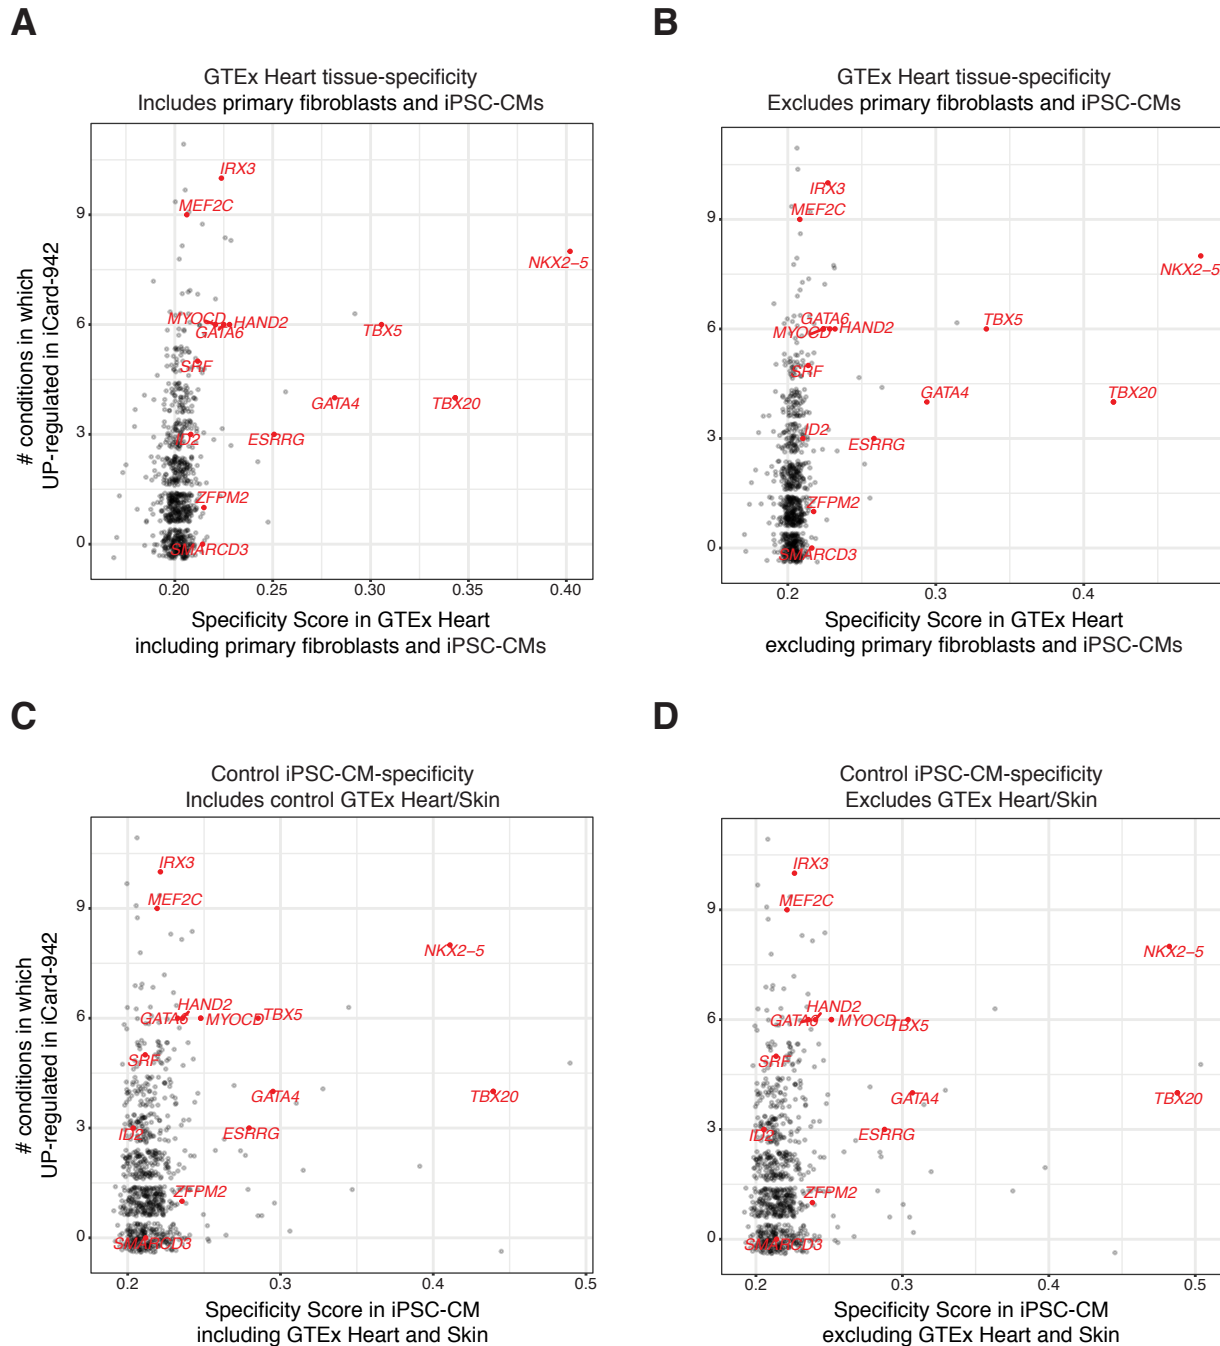 A
GTEx Heart tissue-specificity
Includes primary fibroblasts and iPSC-CMs
# conditions in which
UP-regulated in iCard-942
9
6
3
0
IRX3
MEF2C
NKX2−5
MYOCD
HAND2
GATA6
TBX5
SRF
GATA4
TBX20
ID2
ESRRG
ZFPM2
SMARCD3
0.20
0.25
0.30
0.35
0.40
Specificity Score in GTEx Heart
including primary fibroblasts and iPSC-CMs
B
GTEx Heart tissue-specificity
Excludes primary fibroblasts and iPSC-CMs
9
6
3
0
IRX3
MEF2C
NKX2−5
GATA6
MYOCD
HAND2
TBX5
SRF
GATA4
TBX20
ID2
ESRRG
ZFPM2
SMARCD3
0.2
0.3
0.4
Specificity Score in GTEx Heart
excluding primary fibroblasts and iPSC-CMs
C
Control iPSC-CM-specificity
Includes control GTEx Heart/Skin
# conditions in which
UP-regulated in iCard-942
9
6
3
0
IRX3
MEF2C
NKX2−5
HAND2
GATA6
MYOCD
TBX5
SRF
GATA4
TBX20
ID2
ESRRG
ZFPM2
SMARCD3
0.2
0.3
0.4
0.5
Specificity Score in iPSC-CM
including GTEx Heart and Skin
D
Control iPSC-CM-specificity
Excludes GTEx Heart/Skin
9
6
3
0
IRX3
MEF2C
NKX2−5
HAND2
GATA6
MYOCD
TBX5
SRF
GATA4
TBX20
ID2
ESRRG
ZFPM2
SMARCD3
0.2
0.3
0.4
0.5
Specificity Score in iPSC-CM
excluding GTEx Heart and Skin